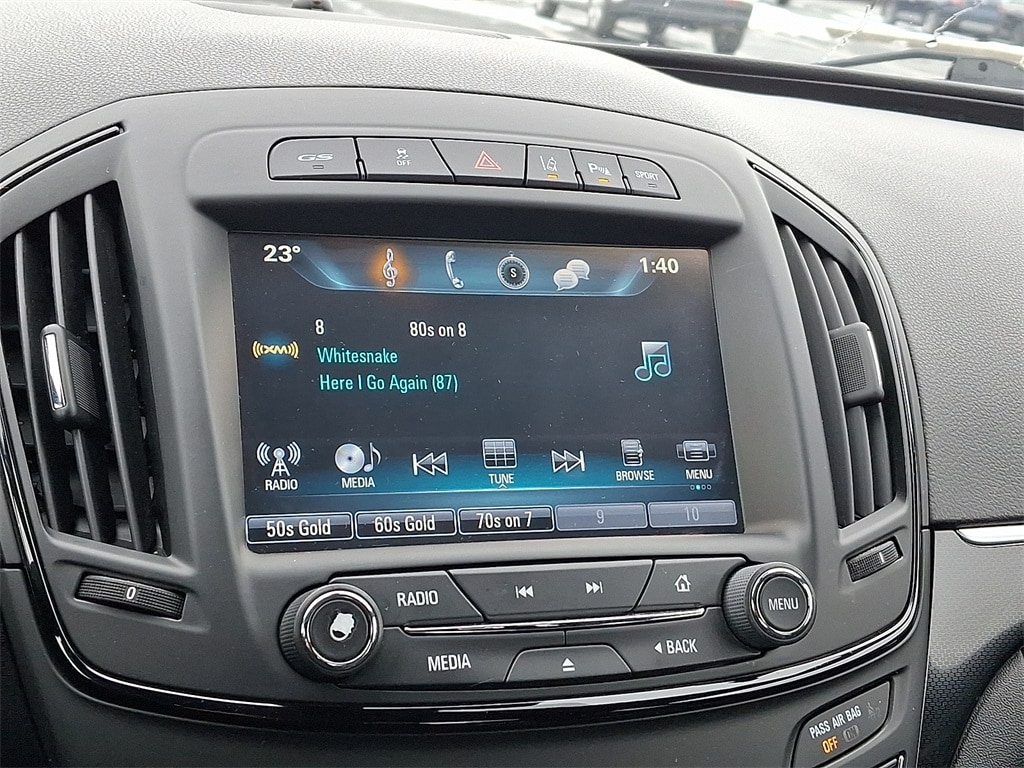 GS OFF P SPORT
23° S 1:40
8 80s on 8
XM Whitesnake
Here I Go Again (87)
RADIO MEDIA TUNE BROWSE MENU
50s Gold 60s Gold 70s on 7 9 10
0 RADIO MENU
MEDIA BACK
PASS AIR BAG
OFF ON